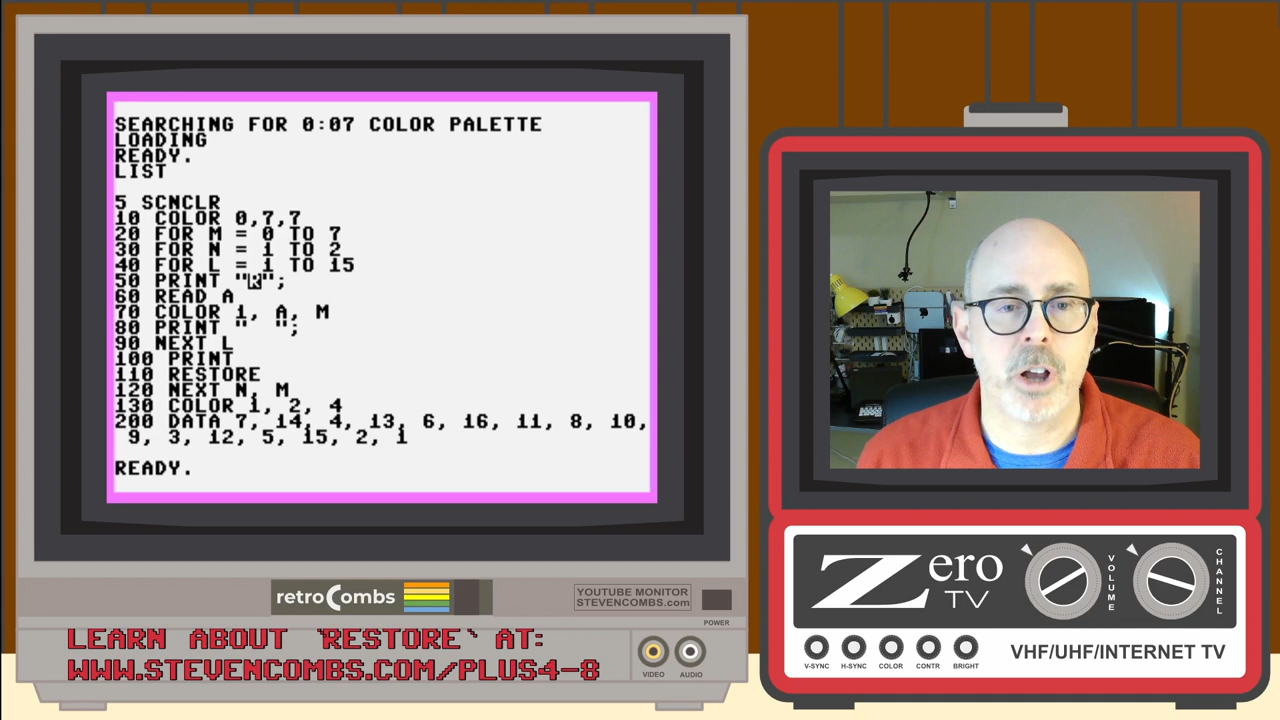 SEARCHING FOR 0:07 COLOR PALETTE
LOADING
READY.
LIST
5 SCNCLR
10 COLOR 0,7,7
20 FOR M = 0 TO 7
30 FOR N = 1 TO 2
40 FOR L = 1 TO 15
50 PRINT "R";
60 READ A
70 COLOR 1, A, M
80 PRINT "  ";
90 NEXT L
100 PRINT
110 RESTORE
120 NEXT N, M
130 COLOR 1, 2, 4
200 DATA 7, 14, 4, 13, 6, 16, 11, 8, 10,
9, 3, 12, 5, 15, 2, 1
READY.
retroCombs
YOUTUBE MONITOR
STEVENCOMBS.com
POWER
LEARN ABOUT `RESTORE` AT:
WWW.STEVENCOMBS.COM/PLUS4-8
VIDEO
AUDIO
Zero
TV
VOLUME
CHANNEL
V-SYNC
H-SYNC
COLOR
CONTR
BRIGHT
VHF/UHF/INTERNET TV